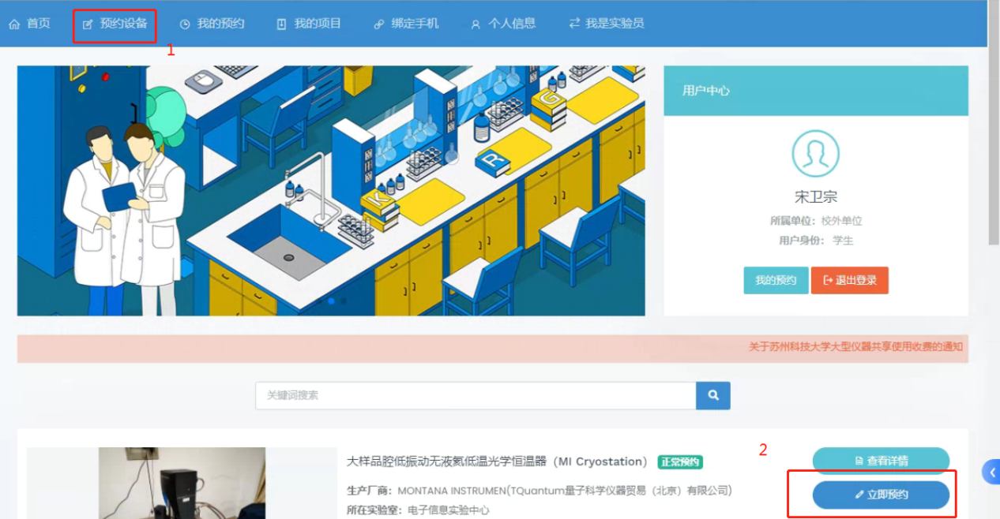 首页 预约设备 我的预约 我的项目 绑定手机 个人信息 我是实验员
1
用户中心
K
R
G
宋卫宗
所属单位：校外单位
用户身份： 学生
我的预约 退出登录
关于苏州科技大学大型仪器共享使用收费的通知
关键词搜索
大样品腔低振动无液氦低温光学恒温器（MI Cryostation） 正常预约
2
查看详情
生产厂商：MONTANA INSTRUMEN(TQuantum量子科学仪器贸易（北京）有限公司)
立即预约
所在实验室：电子信息实验中心